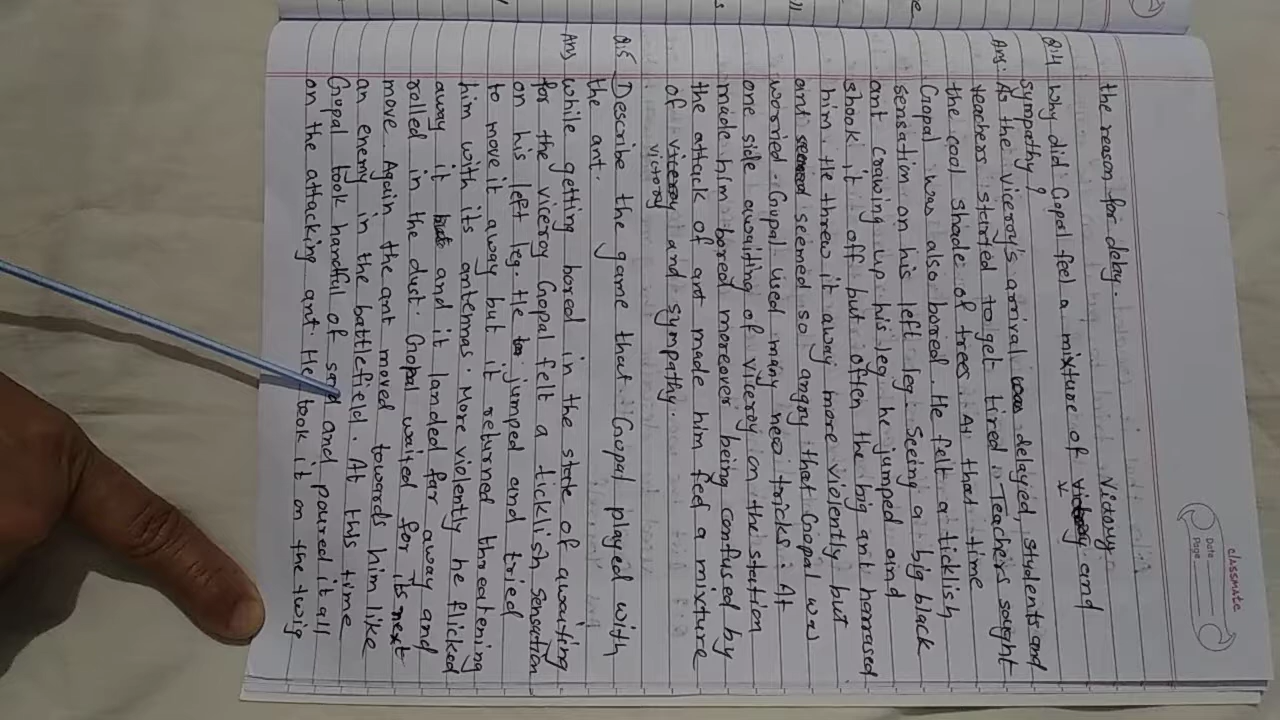 classmate
Date
Page
the reason for delay.
victory
Q:4 Why did Gopal feel a mixture of victory and
sympathy?
Ans: As the viceroy's arrival was delayed, students and
teachers started to get tired. Teachers sought
the cool shade of trees. At that time
Gopal was also bored. He felt a ticklish
sensation on his left leg. Seeing a big black
ant crawing up his leg, he jumped and
shook it off but often the big ant harrased
him. He threw it away more violently but
ant seemed seemed so angry that Gopal was
worried. Gopal used many new tricks. At
one side awaiting of viceroy on the station
made him bored moreover being confused by
the attack of ant made him feel a mixture
of viceroy and sympathy.
victory
Q:5 Describe the game that Gopal played with
the ant.
Ans while getting bored in the state of awaiting
for the viceroy Gopal felt a ticklish sensation
on his left leg. He jumped and tried
to move it away but it returned threatening
him with its antennas. More violently he flicked
away it but and it landed far away and
rolled in the dust. Gopal waited for its next
move. Again the ant moved towards him like
an enemy in the battlefield. At this time
Gopal took handful of sand and poured it all
on the attacking ant. He took it on the twig